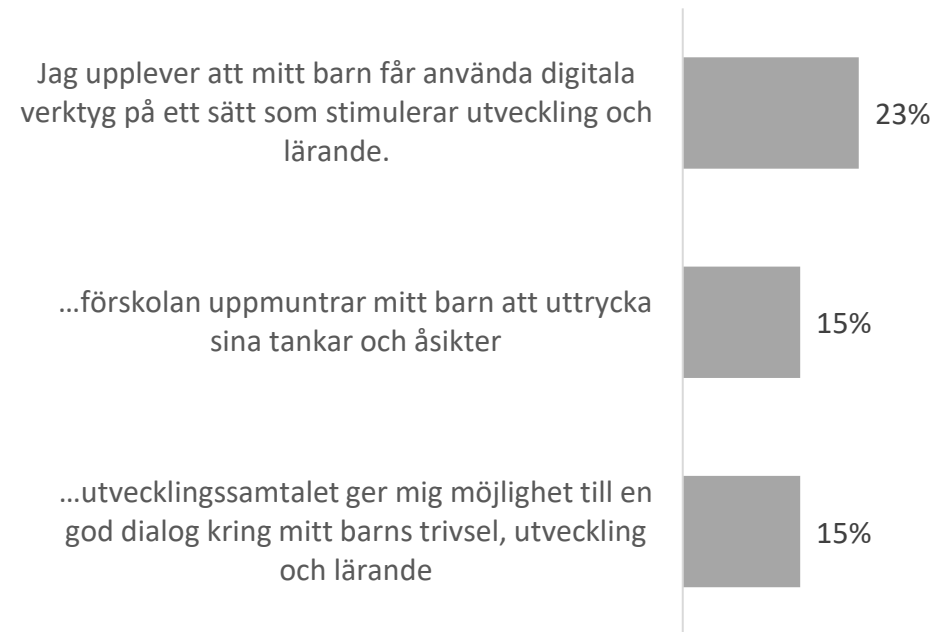 Jag upplever att mitt barn får använda digitala
verktyg på ett sätt som stimulerar utveckling och
lärande.
23%
…förskolan uppmuntrar mitt barn att uttrycka
sina tankar och åsikter
15%
…utvecklingssamtalet ger mig möjlighet till en
god dialog kring mitt barns trivsel, utveckling
och lärande
15%